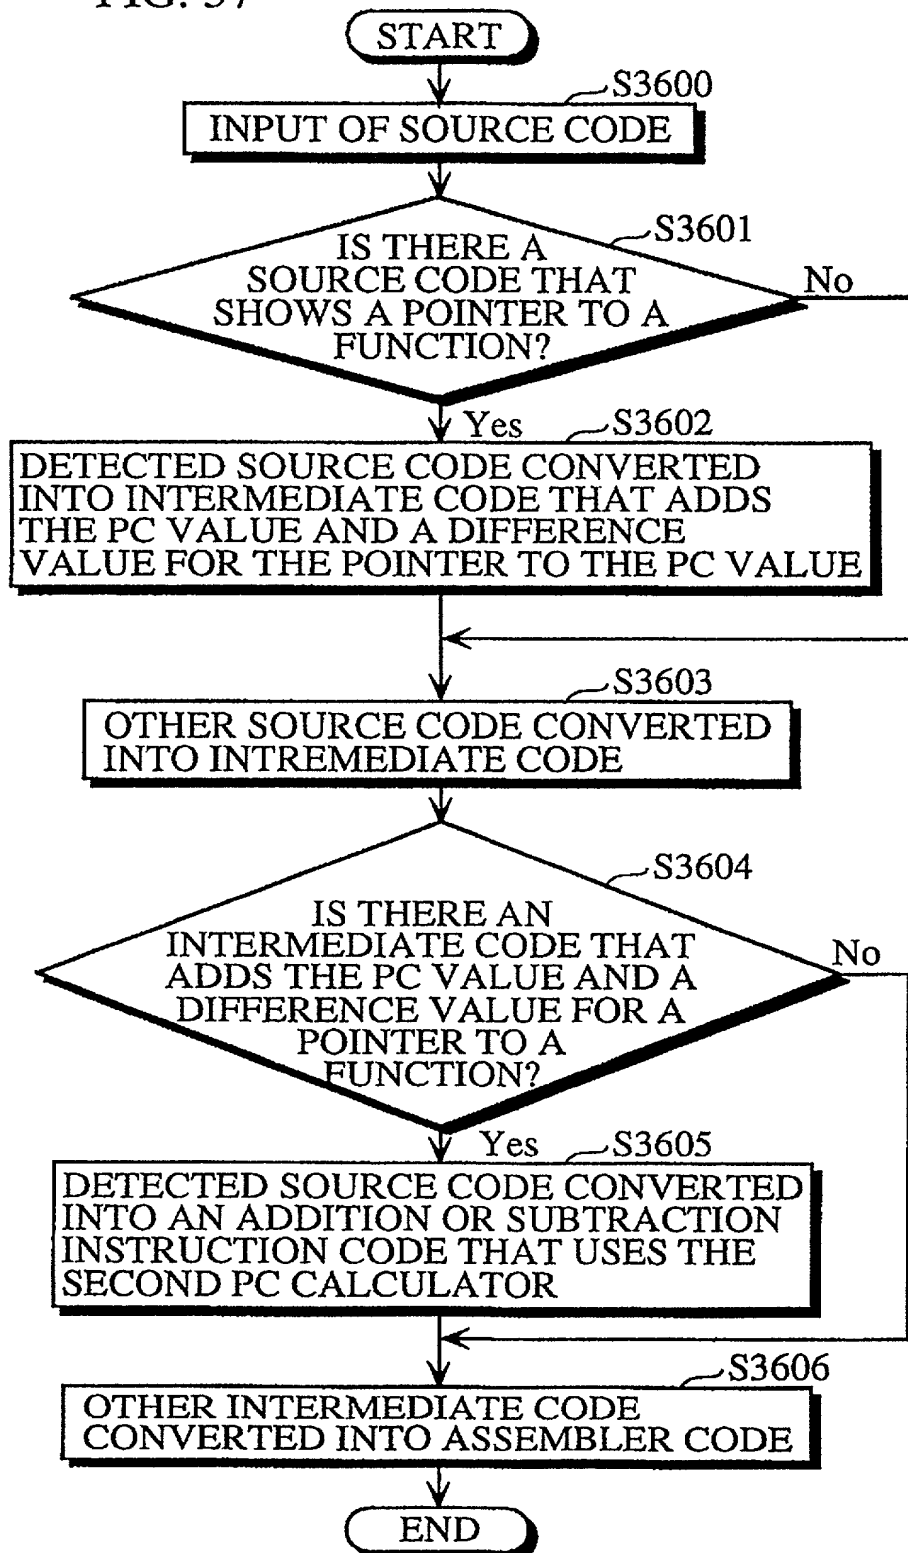 FIG. 37
START
S3600
INPUT OF SOURCE CODE
S3601
IS THERE A
SOURCE CODE THAT
SHOWS A POINTER TO A
FUNCTION?
No
Yes
S3602
DETECTED SOURCE CODE CONVERTED
INTO INTERMEDIATE CODE THAT ADDS
THE PC VALUE AND A DIFFERENCE
VALUE FOR THE POINTER TO THE PC VALUE
S3603
OTHER SOURCE CODE CONVERTED
INTO INTREMEDIATE CODE
S3604
IS THERE AN
INTERMEDIATE CODE THAT
ADDS THE PC VALUE AND A
DIFFERENCE VALUE FOR A
POINTER TO A
FUNCTION?
No
Yes
S3605
DETECTED SOURCE CODE CONVERTED
INTO AN ADDITION OR SUBTRACTION
INSTRUCTION CODE THAT USES THE
SECOND PC CALCULATOR
S3606
OTHER INTERMEDIATE CODE
CONVERTED INTO ASSEMBLER CODE
END